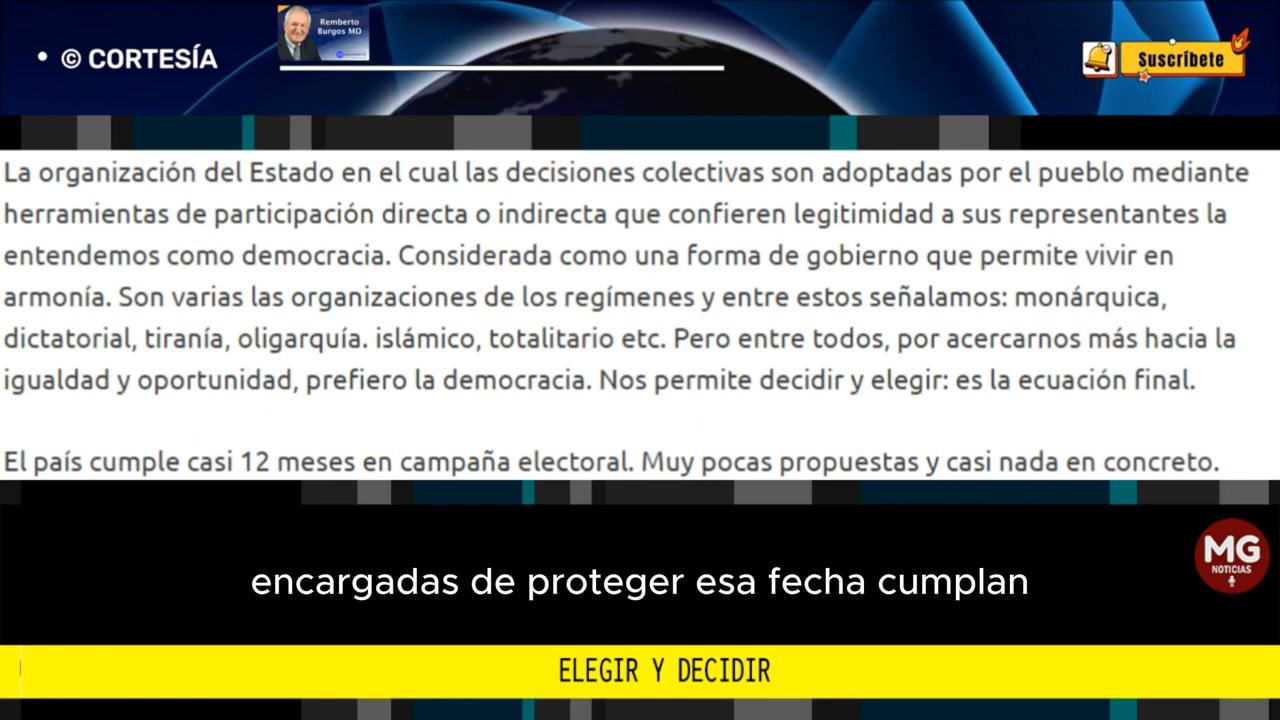 • © CORTESÍA
Remberto
Burgos MD
Suscríbete
La organización del Estado en el cual las decisiones colectivas son adoptadas por el pueblo mediante
herramientas de participación directa o indirecta que confieren legitimidad a sus representantes la
entendemos como democracia. Considerada como una forma de gobierno que permite vivir en
armonía. Son varias las organizaciones de los regímenes y entre estos señalamos: monárquica,
dictatorial, tiranía, oligarquía. islámico, totalitario etc. Pero entre todos, por acercarnos más hacia la
igualdad y oportunidad, prefiero la democracia. Nos permite decidir y elegir: es la ecuación final.
El país cumple casi 12 meses en campaña electoral. Muy pocas propuestas y casi nada en concreto.
MG
NOTICIAS
encargadas de proteger esa fecha cumplan
ELEGIR Y DECIDIR